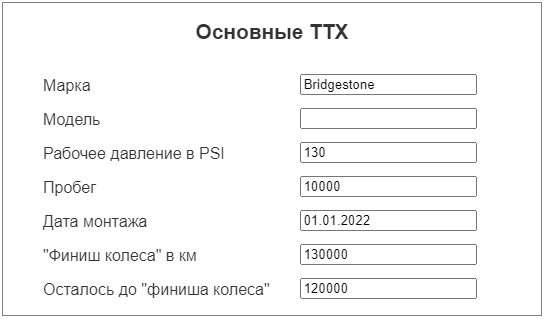 Основные ТТХ
Марка Bridgestone
Модель
Рабочее давление в PSI 130
Пробег 10000
Дата монтажа 01.01.2022
"Финиш колеса" в км 130000
Осталось до "финиша колеса" 120000